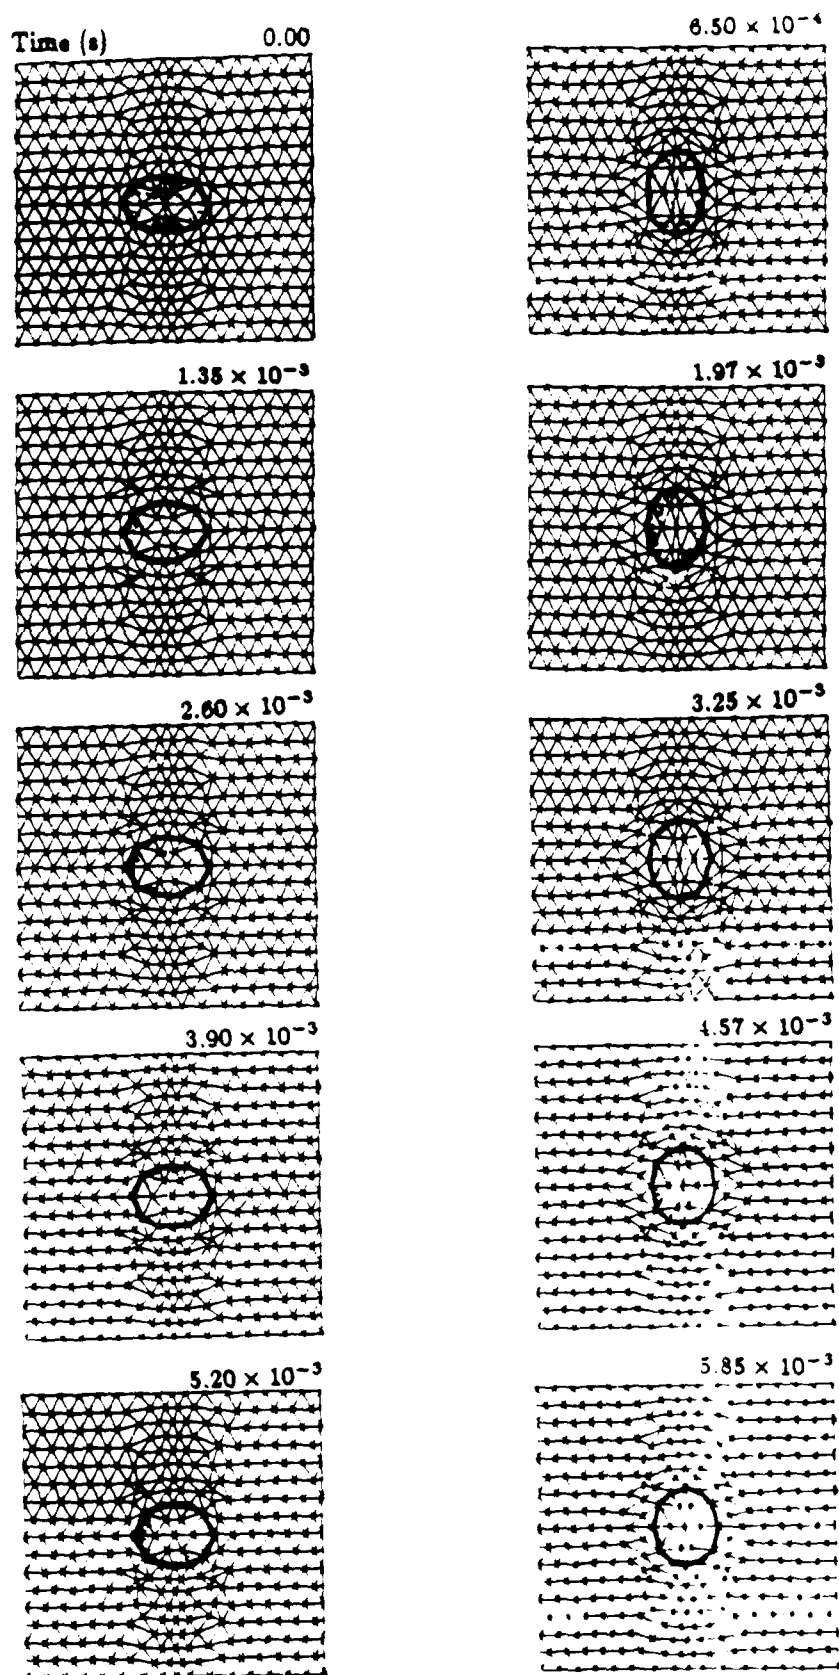 Time (s) 0.00
6.50 × 10⁻⁴
1.35 × 10⁻³
1.97 × 10⁻³
2.60 × 10⁻³
3.25 × 10⁻³
3.90 × 10⁻³
4.57 × 10⁻³
5.20 × 10⁻³
5.85 × 10⁻³